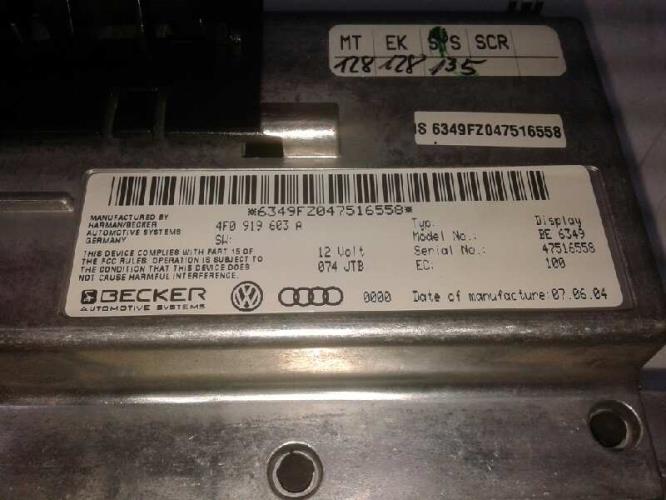 MT EK SYS SCR
128 128 135
IS 6349FZ047516558
*6349FZ047516558*
MANUFACTURED BY
HARMAN/BECKER
AUTOMOTIVE SYSTEMS
GERMANY
4F0 919 603 A
SW:
Typ. Display
Model No.: BE 6349
THIS DEVICE COMPLIES WITH PART 15 OF
THE FCC RULES. OPERATION IS SUBJECT TO
THE CONDITION THAT THIS DEVICE DOES
NOT CAUSE HARMFUL INTERFERENCE.
12 Volt
074 JTB
Serial No.: 47516558
EC: 100
BECKER
AUTOMOTIVE SYSTEMS
0000 Date of manufacture: 07.06.04